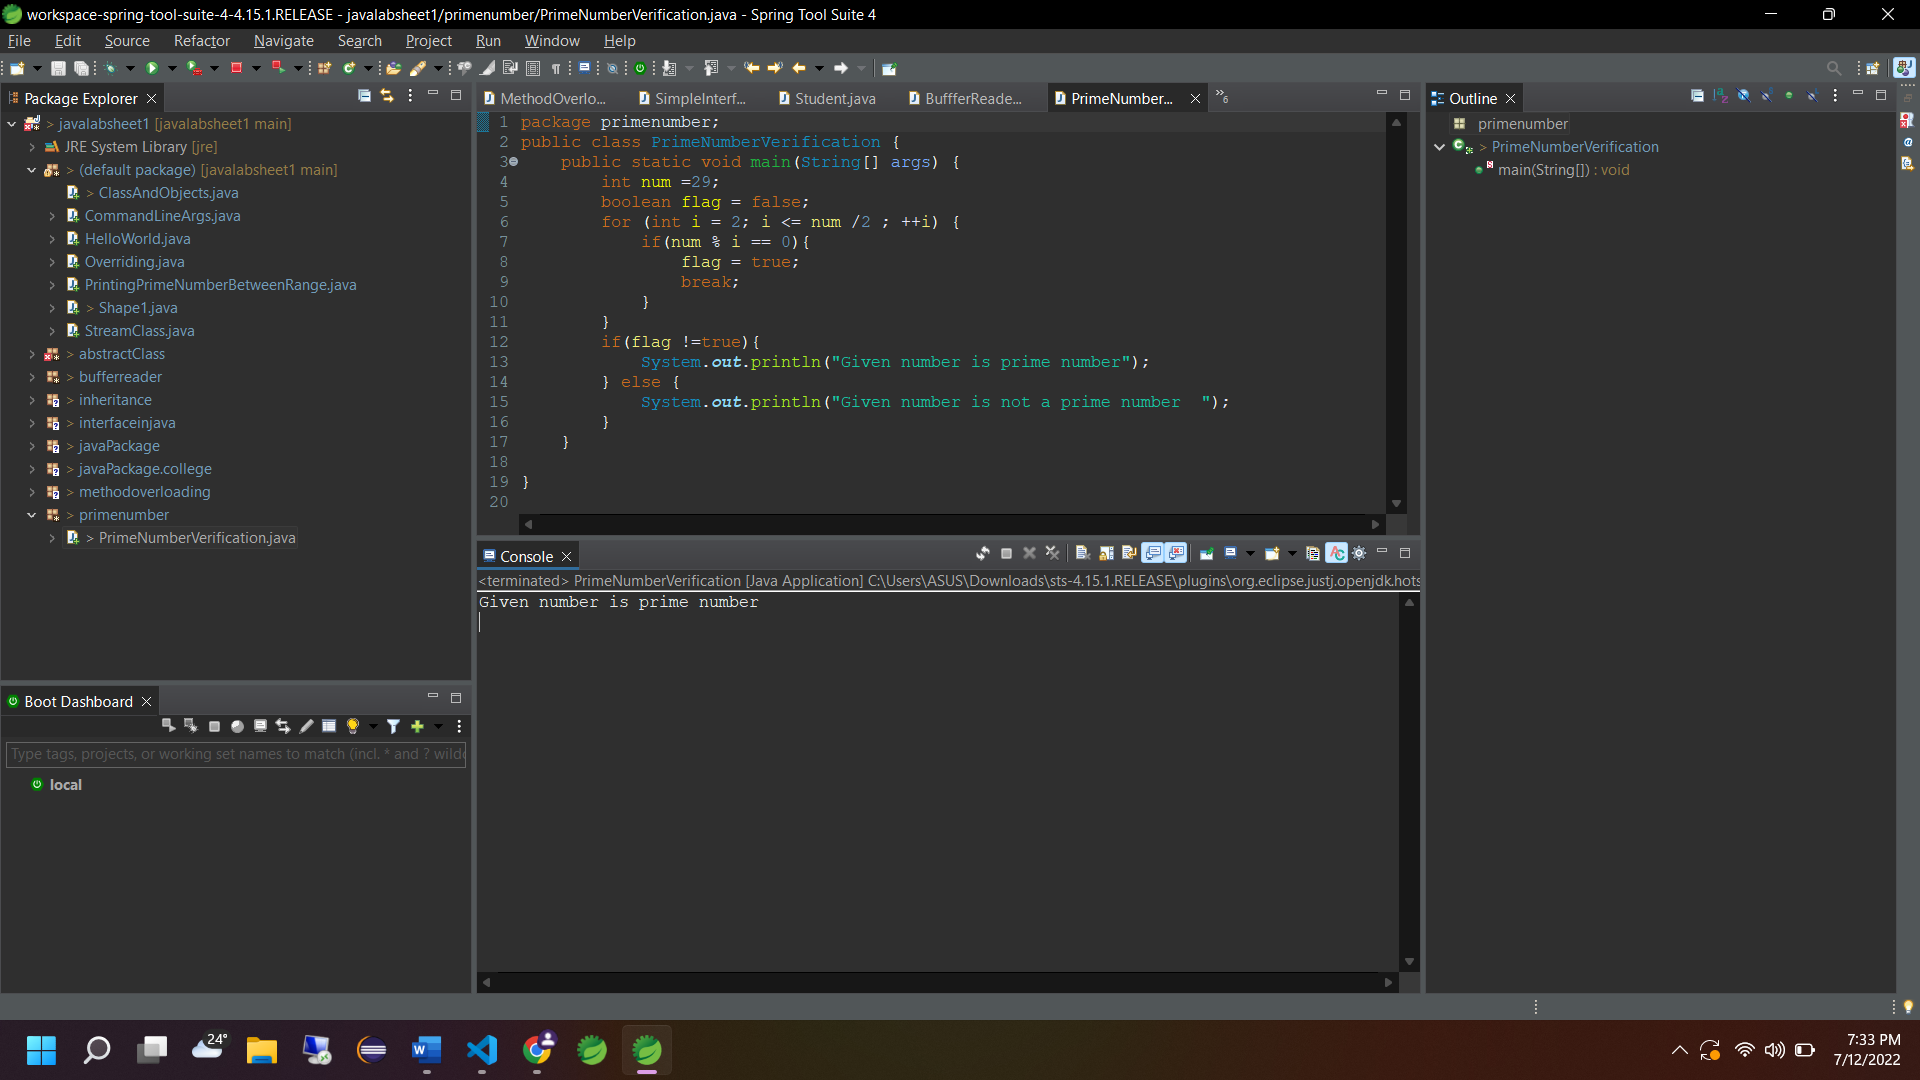 workspace-spring-tool-suite-4-4.15.1.RELEASE - javalabsheet1/primenumber/PrimeNumberVerification.java - Spring Tool Suite 4
File Edit Source Refactor Navigate Search Project Run Window Help
Package Explorer
> javalabsheet1 [javalabsheet1 main]
JRE System Library [jre]
> (default package) [javalabsheet1 main]
> ClassAndObjects.java
CommandLineArgs.java
HelloWorld.java
Overriding.java
PrintingPrimeNumberBetweenRange.java
> Shape1.java
StreamClass.java
> abstractClass
> bufferreader
> inheritance
> interfaceinjava
> javaPackage
> javaPackage.college
> methodoverloading
> primenumber
> PrimeNumberVerification.java
Boot Dashboard
Type tags, projects, or working set names to match (incl. * and ? wildc
local
MethodOverlo... SimpleInterf... Student.java BuffferReade... PrimeNumber... »6
1 package primenumber;
2 public class PrimeNumberVerification {
3 public static void main(String[] args) {
4 int num =29;
5 boolean flag = false;
6 for (int i = 2; i <= num /2 ; ++i) {
7 if(num % i == 0){
8 flag = true;
9 break;
10 }
11 }
12 if(flag !=true){
13 System.out.println("Given number is prime number");
14 } else {
15 System.out.println("Given number is not a prime number  ");
16 }
17 }
18
19 }
20
Console
<terminated> PrimeNumberVerification [Java Application] C:\Users\ASUS\Downloads\sts-4.15.1.RELEASE\plugins\org.eclipse.justj.openjdk.hots
Given number is prime number
Outline
primenumber
> PrimeNumberVerification
main(String[]) : void
24°
7:33 PM
7/12/2022